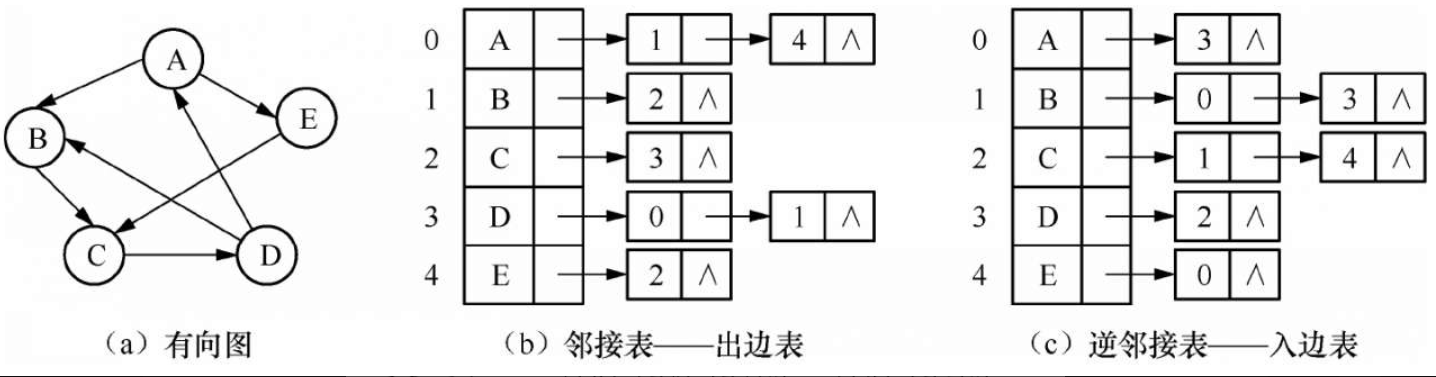 A
E
B
C
D
0 A 1 4 ∧
1 B 2 ∧
2 C 3 ∧
3 D 0 1 ∧
4 E 2 ∧
0 A 3 ∧
1 B 0 3 ∧
2 C 1 4 ∧
3 D 2 ∧
4 E 0 ∧
（a）有向图
（b）邻接表——出边表
（c）逆邻接表——入边表